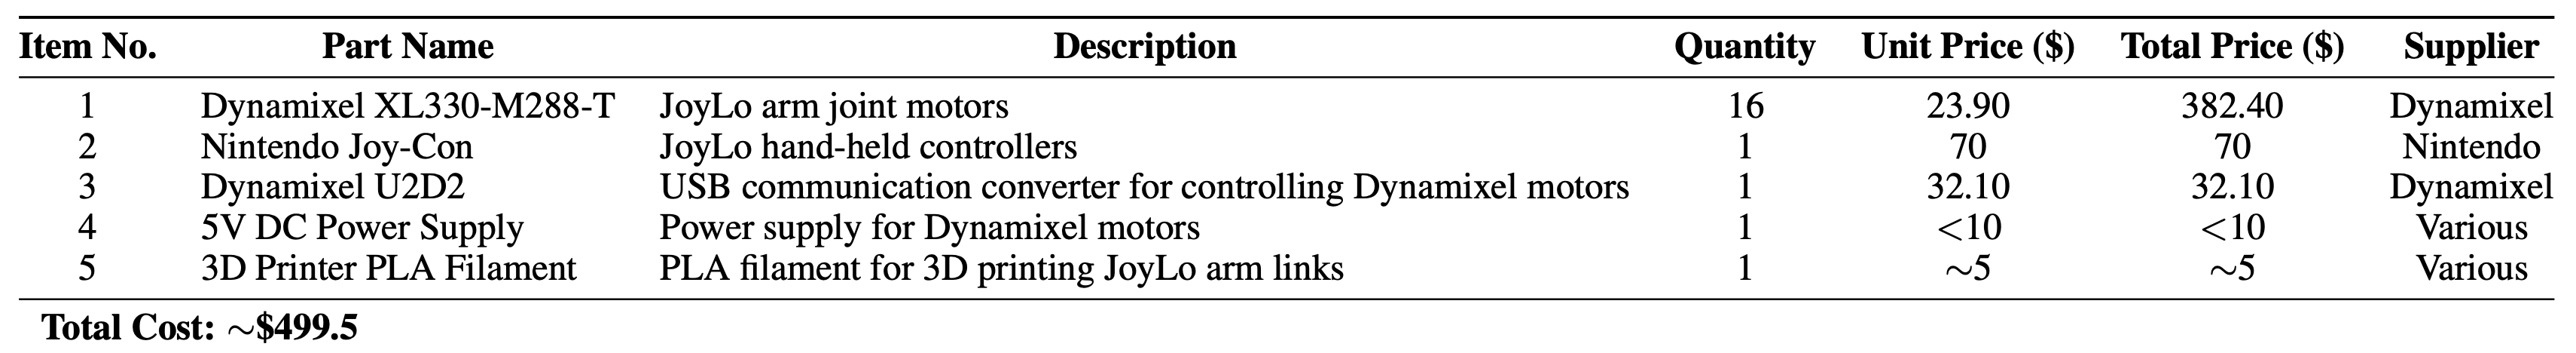 Item No. Part Name Description Quantity Unit Price ($) Total Price ($) Supplier
1 Dynamixel XL330-M288-T JoyLo arm joint motors 16 23.90 382.40 Dynamixel
2 Nintendo Joy-Con JoyLo hand-held controllers 1 70 70 Nintendo
3 Dynamixel U2D2 USB communication converter for controlling Dynamixel motors 1 32.10 32.10 Dynamixel
4 5V DC Power Supply Power supply for Dynamixel motors 1 <10 <10 Various
5 3D Printer PLA Filament PLA filament for 3D printing JoyLo arm links 1 ~5 ~5 Various
Total Cost: ~$499.5